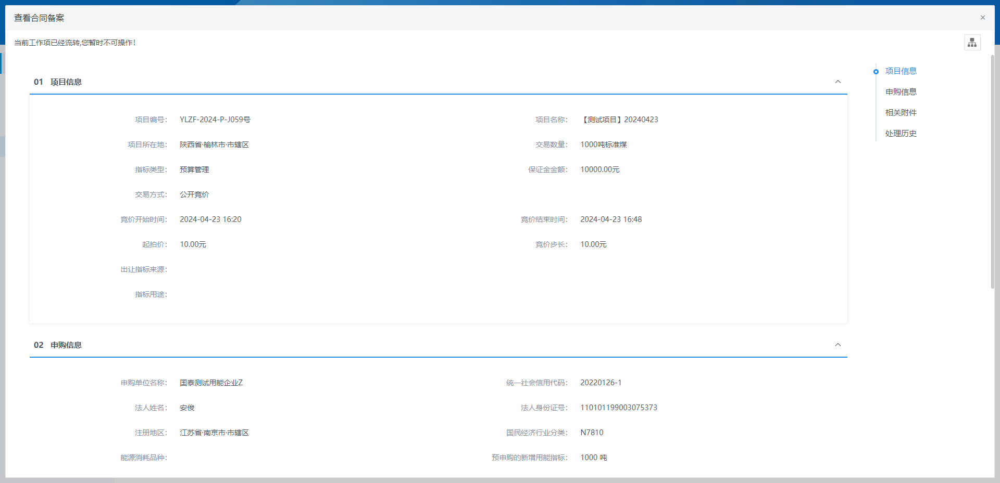 查看合同备案
当前工作项已经流转,您暂时不可操作!
01 项目信息
项目编号: YLZF-2024-P-J059号 项目名称: 【测试项目】20240423
项目所在地: 陕西省·榆林市·市辖区 交易数量: 1000吨标准煤
指标类型: 预算管理 保证金金额: 10000.00元
交易方式: 公开竞价
竞价开始时间: 2024-04-23 16:20 竞价结束时间: 2024-04-23 16:48
起拍价: 10.00元 竞价步长: 10.00元
出让指标来源:
指标用途:
02 申购信息
申购单位名称: 国泰测试用能企业Z 统一社会信用代码: 20220126-1
法人姓名: 安俊 法人身份证号: 110101199003075373
注册地区: 江苏省·南京市·市辖区 国民经济行业分类: N7810
能源消耗品种: 预申购的新增用能指标: 1000 吨
项目信息
申购信息
相关附件
处理历史